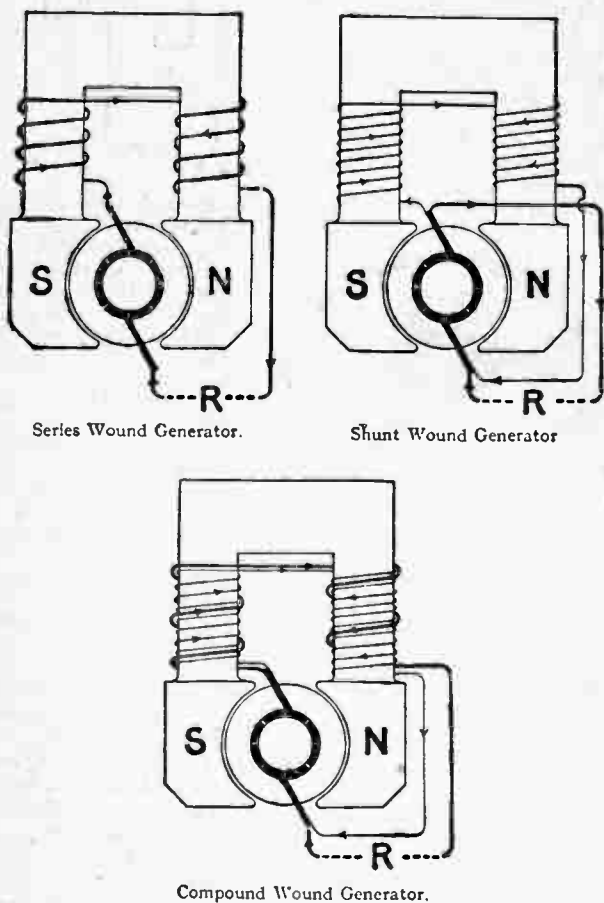 S N
R
Series Wound Generator.
S N
R
Shunt Wound Generator
S N
R
Compound Wound Generator.